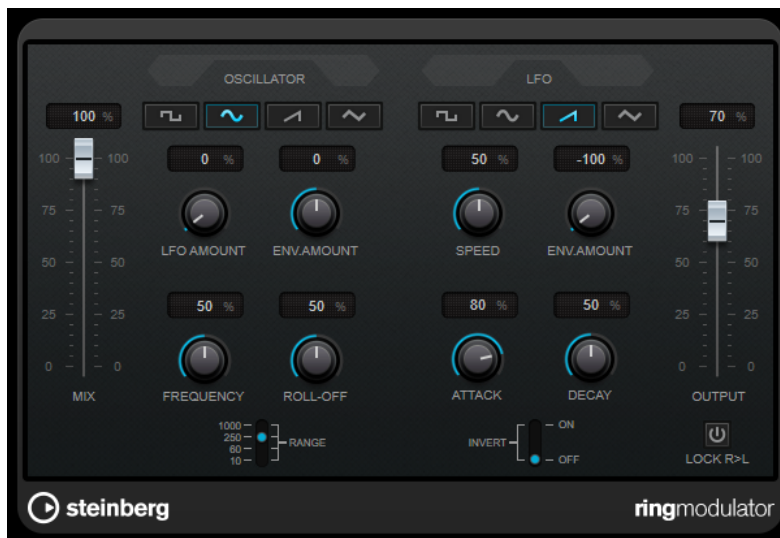 OSCILLATOR
LFO
100 %
70 %
0 %
0 %
50 %
-100 %
100
100
100
100
75
75
75
75
LFO AMOUNT
ENV.AMOUNT
SPEED
ENV.AMOUNT
50
50
50
50
50 %
50 %
80 %
50 %
25
25
25
25
0
0
0
0
MIX
FREQUENCY
ROLL-OFF
ATTACK
DECAY
OUTPUT
1000
250
60
10
RANGE
INVERT
ON
OFF
LOCK R>L
steinberg
ringmodulator